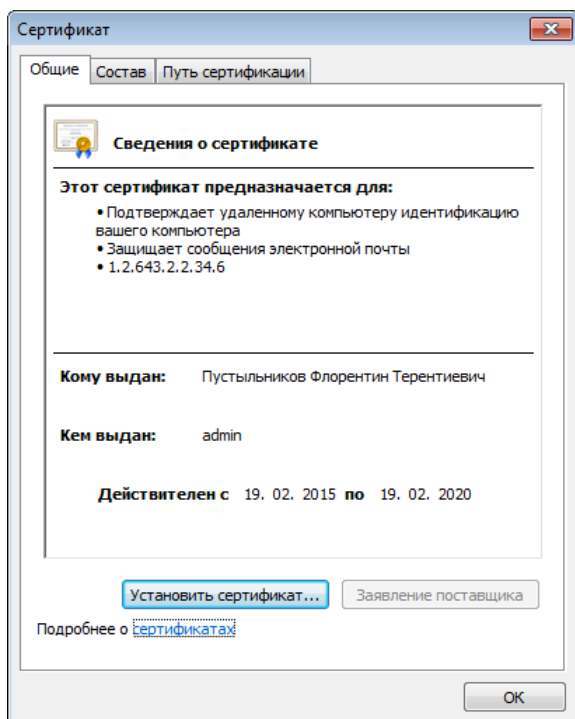 Сертификат
Общие Состав Путь сертификации
Сведения о сертификате
Этот сертификат предназначается для:
• Подтверждает удаленному компьютеру идентификацию
вашего компьютера
• Защищает сообщения электронной почты
• 1.2.643.2.2.34.6
Кому выдан: Пустыльников Флорентин Терентиевич
Кем выдан: admin
Действителен с 19. 02. 2015 по 19. 02. 2020
Установить сертификат... Заявление поставщика
Подробнее о сертификатах
ОК